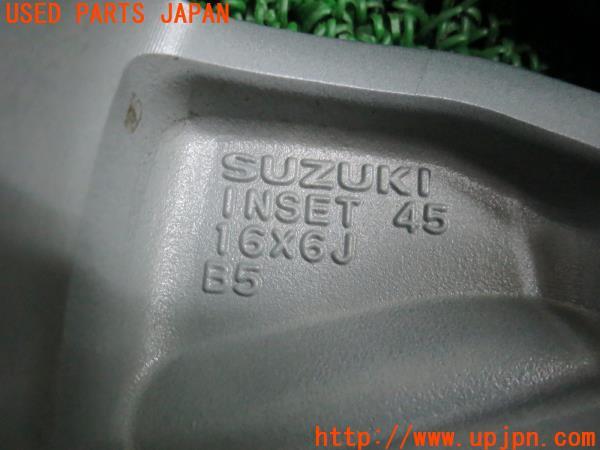 USED PARTS JAPAN
SUZUKI
INSET 45
16X6J
B5
http://www.upjpn.com/